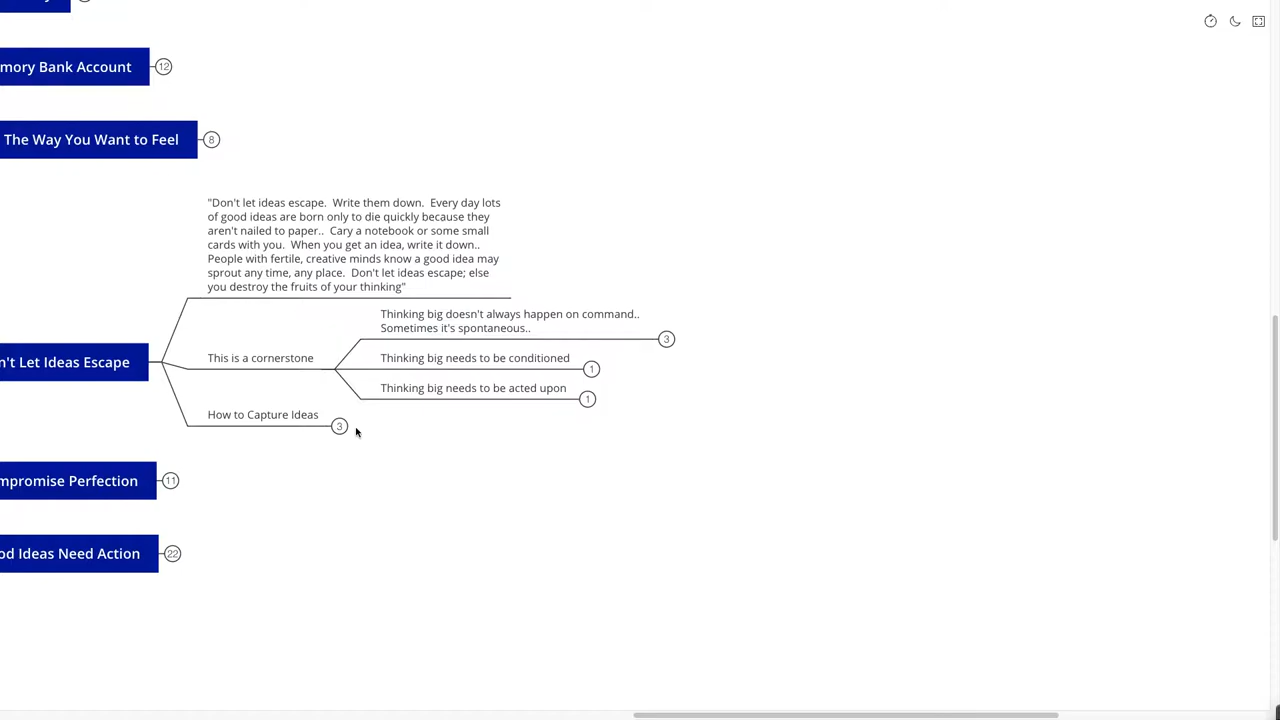 mory Bank Account
12
The Way You Want to Feel
8
"Don't let ideas escape.  Write them down.  Every day lots
of good ideas are born only to die quickly because they
aren't nailed to paper..  Cary a notebook or some small
cards with you.  When you get an idea, write it down..
People with fertile, creative minds know a good idea may
sprout any time, any place.  Don't let ideas escape; else
you destroy the fruits of your thinking"
n't Let Ideas Escape
This is a cornerstone
Thinking big doesn't always happen on command..
Sometimes it's spontaneous..
3
Thinking big needs to be conditioned
1
Thinking big needs to be acted upon
1
How to Capture Ideas
3
mpromise Perfection
11
od Ideas Need Action
22